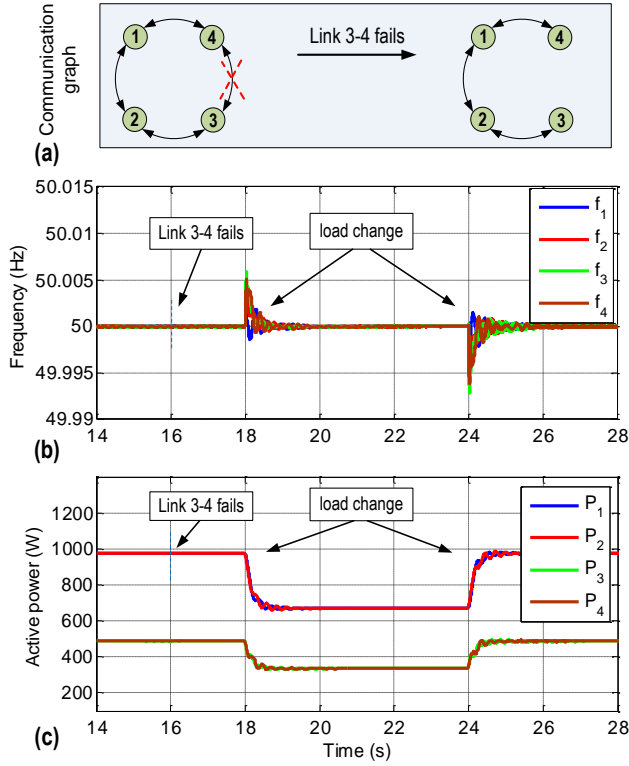 Communication
graph
1
4
2
3
Link 3-4 fails
1
4
2
3
(a)
50.015
50.01
50.005
50
49.995
49.99
Frequency (Hz)
Link 3-4 fails
load change
f1
f2
f3
f4
14
16
18
20
22
24
26
28
(b)
1200
1000
800
600
400
200
Active power (W)
Link 3-4 fails
load change
P1
P2
P3
P4
14
16
18
20
22
24
26
28
Time (s)
(c)